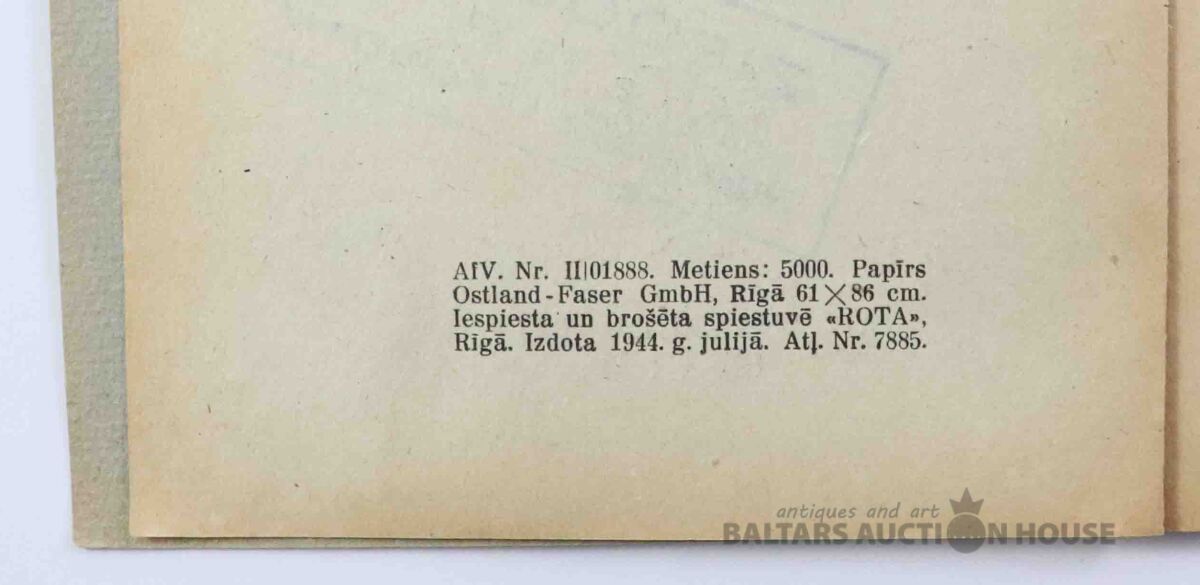 AfV. Nr. II|01888. Metiens: 5000. Papīrs
Ostland-Faser GmbH, Rīgā 61×86 cm.
Iespiesta un brošēta spiestuvē «ROTA»,
Rīgā. Izdota 1944. g. julijā. Atļ. Nr. 7885.
antiques and art
BALTARS AUCTION HOUSE